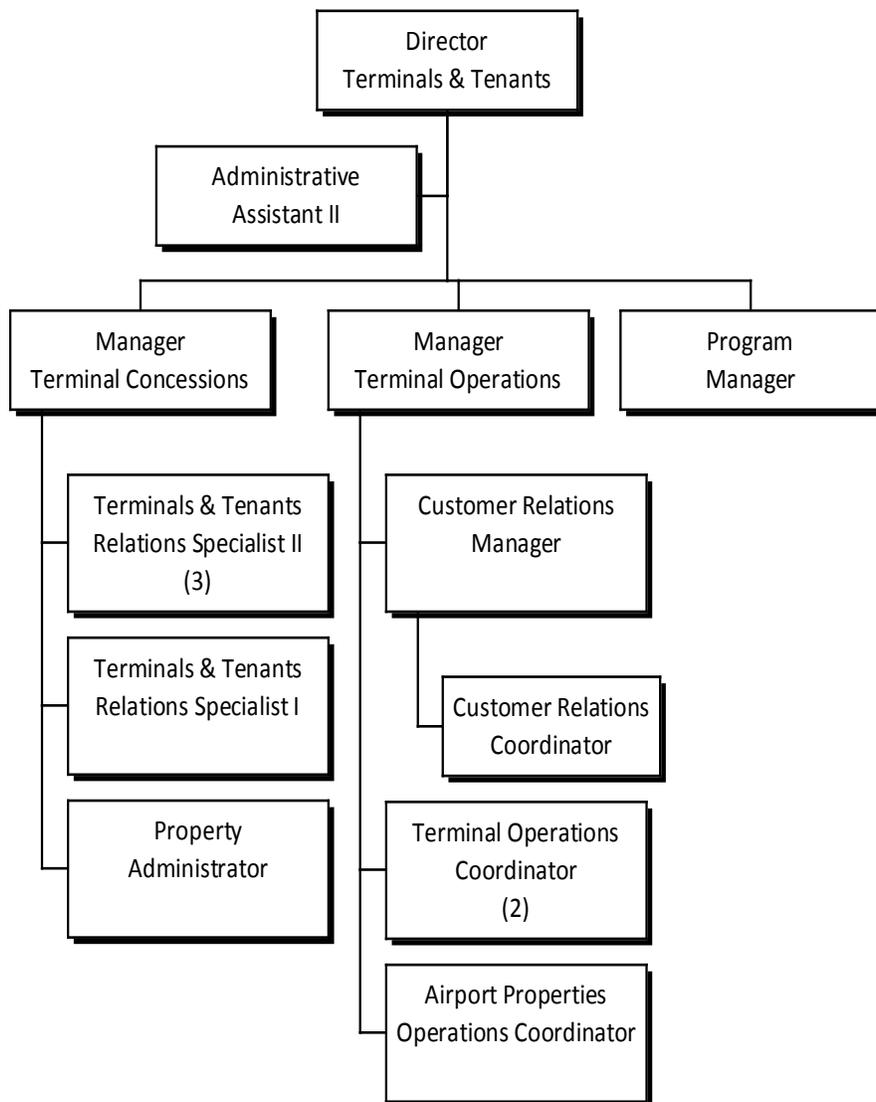 Director
Terminals & Tenants
Administrative
Assistant II
Manager
Terminal Concessions
Manager
Terminal Operations
Program
Manager
Terminals & Tenants
Relations Specialist II
(3)
Customer Relations
Manager
Terminals & Tenants
Relations Specialist I
Customer Relations
Coordinator
Property
Administrator
Terminal Operations
Coordinator
(2)
Airport Properties
Operations Coordinator